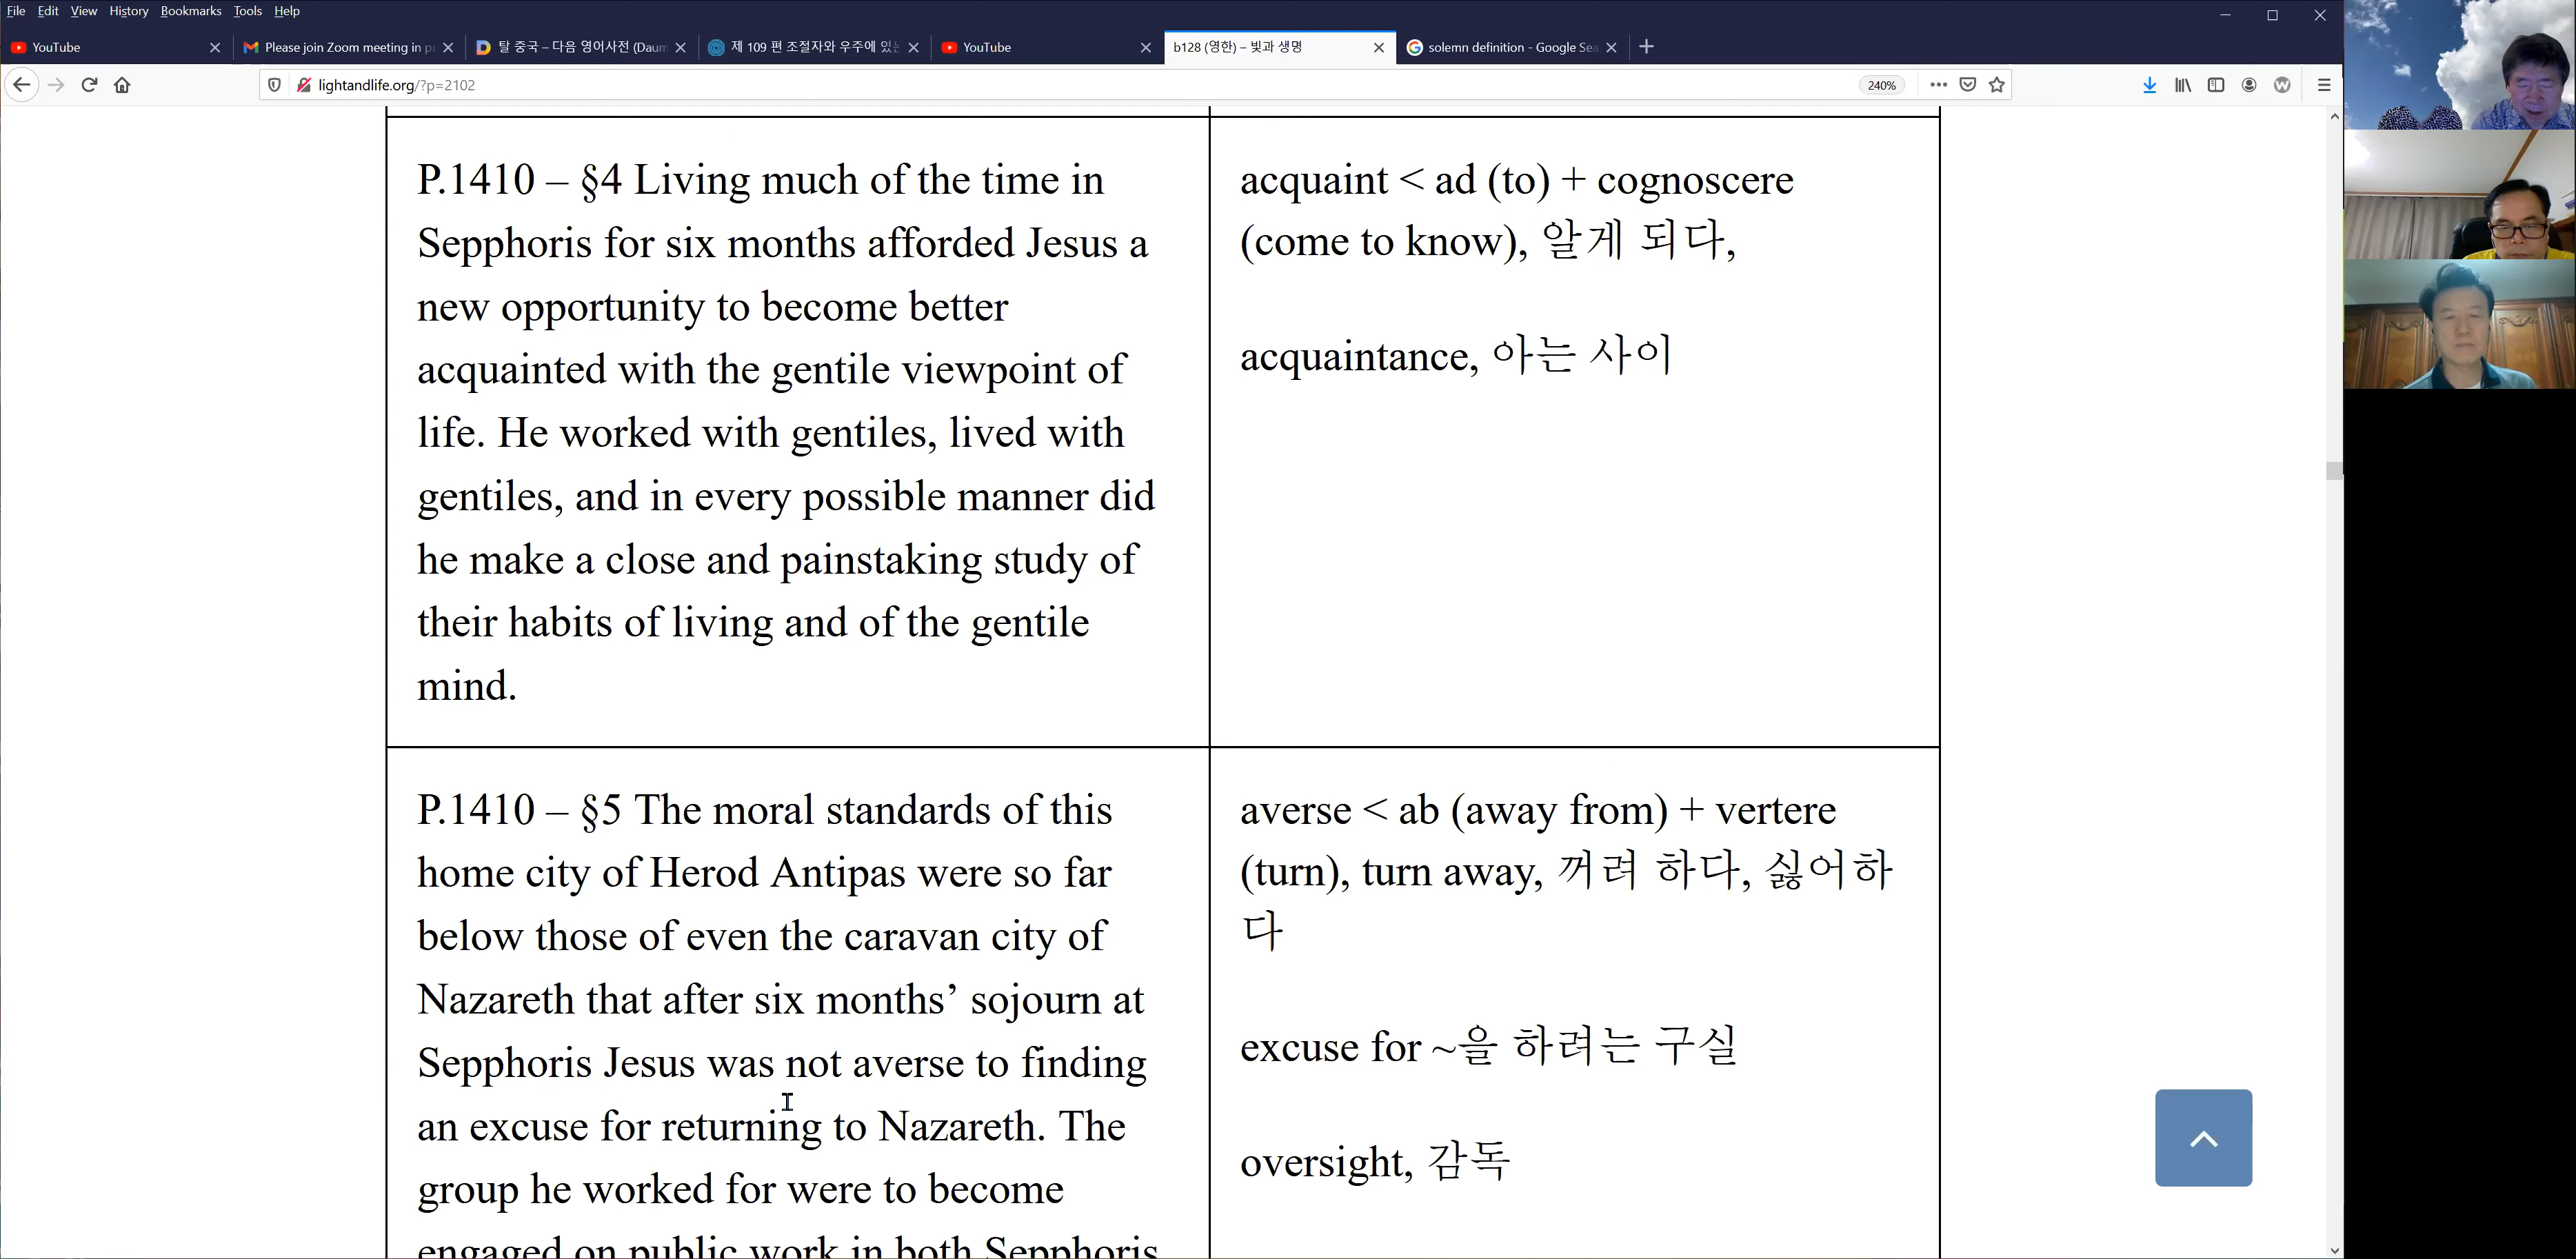 File Edit View History Bookmarks Tools Help
YouTube
Please join Zoom meeting in p
탈 중국 – 다음 영어사전 (Daum
제 109 편 조절자와 우주에 있는
YouTube
b128 (영한) – 빛과 생명
solemn definition - Google Sea
lightandlife.org/?p=2102
240%
P.1410 – §4 Living much of the time in
Sepphoris for six months afforded Jesus a
new opportunity to become better
acquainted with the gentile viewpoint of
life. He worked with gentiles, lived with
gentiles, and in every possible manner did
he make a close and painstaking study of
their habits of living and of the gentile
mind.
acquaint < ad (to) + cognoscere
(come to know), 알게 되다,
acquaintance, 아는 사이
P.1410 – §5 The moral standards of this
home city of Herod Antipas were so far
below those of even the caravan city of
Nazareth that after six months’ sojourn at
Sepphoris Jesus was not averse to finding
an excuse for returning to Nazareth. The
group he worked for were to become
engaged on public work in both Sepphoris
averse < ab (away from) + vertere
(turn), turn away, 꺼려 하다, 싫어하
다
excuse for ~을 하려는 구실
oversight, 감독